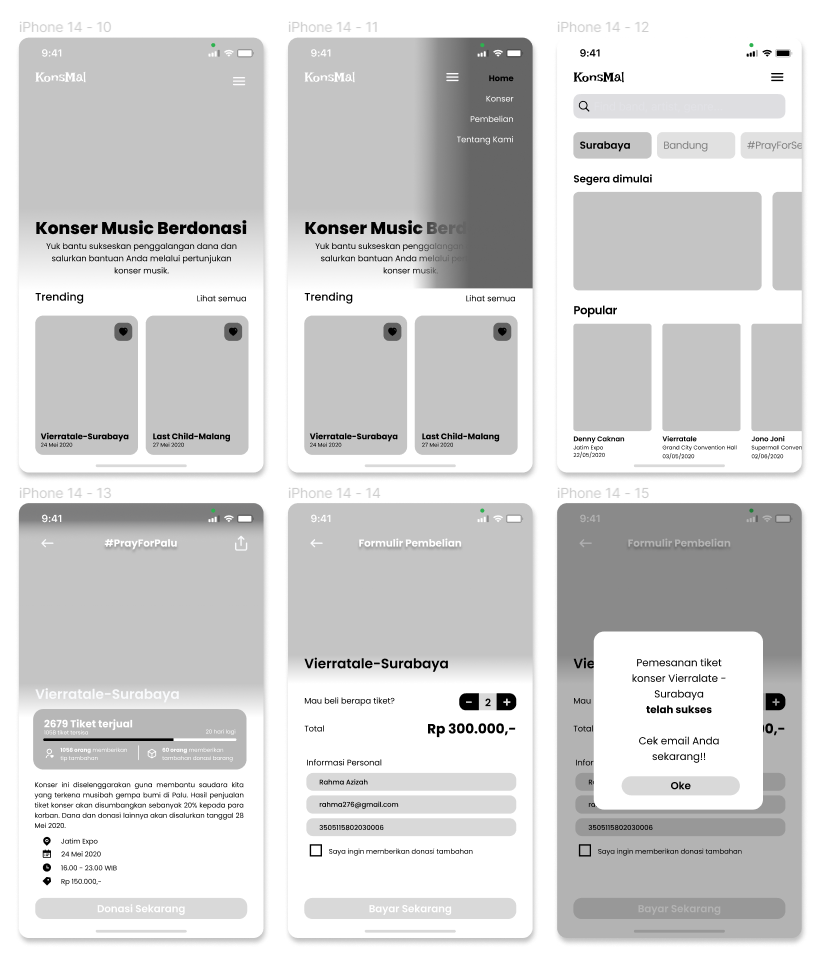 iPhone 14 - 10
9:41
KonsMal
Konser Music Berdonasi
Yuk bantu sukseskan penggalangan dana dan
salurkan bantuan Anda melalui pertunjukan
konser musik.
Trending
Lihat semua
Vierratale-Surabaya
24 Mei 2020
Last Child-Malang
27 Mei 2020
iPhone 14 - 11
9:41
KonsMal
Home
Konser
Pembelian
Tentang Kami
Konser Music Berd
Yuk bantu sukseskan penggalangan
salurkan bantuan Anda melalui per
konser musik.
Trending
Lihat semua
Vierratale-Surabaya
24 Mei 2020
Last Child-Malang
27 Mei 2020
iPhone 14 - 12
9:41
KonsMal
Surabaya
Bandung
#PrayForSe
Segera dimulai
Popular
Denny Caknan
Jatim Expo
22/05/2020
Vierratale
Grand City Convention Hall
03/05/2020
Jono Joni
Supermall Conven
02/06/2020
iPhone 14 - 13
9:41
#PrayForPalu
Vierratale-Surabaya
2679 Tiket terjual
1058 tiket tersisa
20 hari lagi
1050 orang memberikan
tip tambahan
90 orang memberikan
tambahan donasi barang
Konser ini diselenggarakan guna membantu saudara kita
yang terkena musibah gempa bumi di Palu. Hasil penjualan
tiket konser akan disumbangkan sebanyak 20% kepada para
korban. Dana dan donasi lainnya akan disalurkan tanggal 28
Mei 2020.
Jatim Expo
24 Mei 2020
16.00 - 23.00 WIB
Rp 150.000,-
Donasi Sekarang
iPhone 14 - 14
9:41
Formulir Pembelian
Vierratale-Surabaya
Mau beli berapa tiket?
- 2 +
Total
Rp 300.000,-
Informasi Personal
Rahma Azizah
rahma276@gmail.com
3505115802030006
Saya ingin memberikan donasi tambahan
Bayar Sekarang
iPhone 14 - 15
9:41
Formulir Pembelian
Vie
Mau
+
Total
0,-
Infor
R
ra
3505115802030006
Saya ingin memberikan donasi tambahan
Bayar Sekarang
Pemesanan tiket
konser Vierralate -
Surabaya
telah sukses
Cek email Anda
sekarang!!
Oke